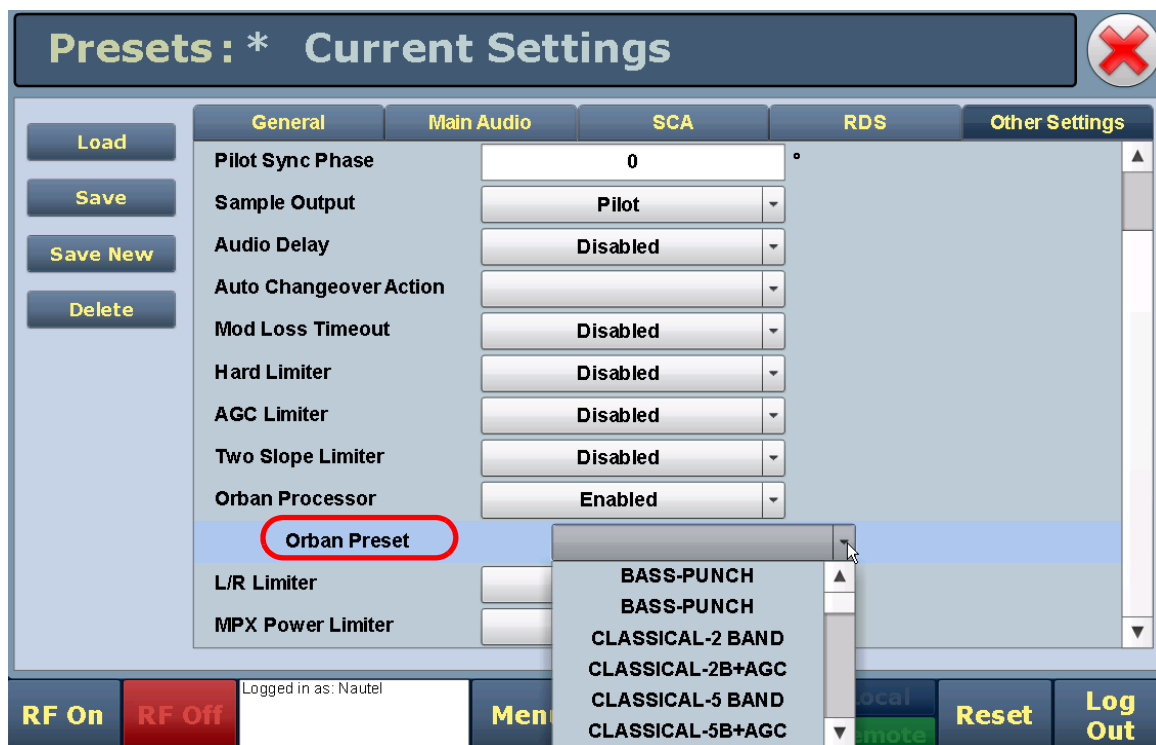 Presets: * Current Settings
General Main Audio SCA RDS Other Settings
Load
Save
Save New
Delete
Pilot Sync Phase 0 °
Sample Output Pilot
Audio Delay Disabled
Auto Changeover Action
Mod Loss Timeout Disabled
Hard Limiter Disabled
AGC Limiter Disabled
Two Slope Limiter Disabled
Orban Processor Enabled
Orban Preset
L/R Limiter
MPX Power Limiter
BASS-PUNCH
BASS-PUNCH
CLASSICAL-2 BAND
CLASSICAL-2B+AGC
CLASSICAL-5 BAND
CLASSICAL-5B+AGC
RF On
RF Off
Logged in as: Nautel
Men
ocal
emote
Reset
Log
Out